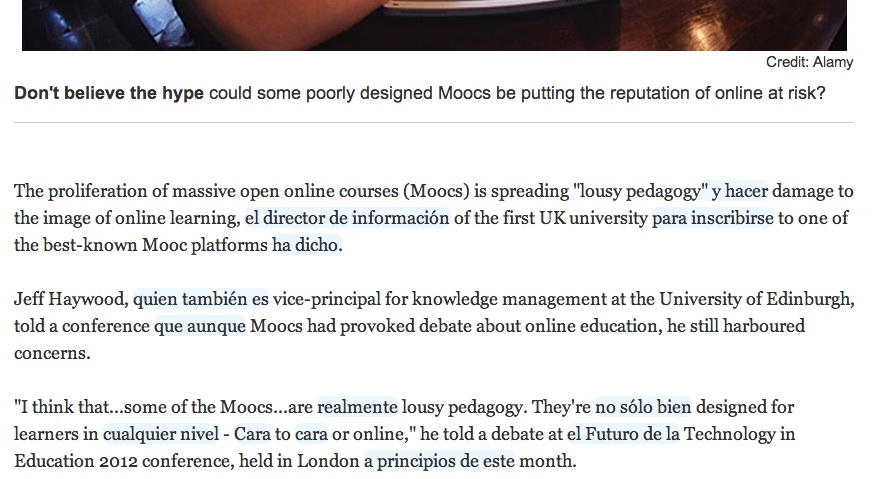 Credit: Alamy
Don't believe the hype could some poorly designed Moocs be putting the reputation of online at risk?
The proliferation of massive open online courses (Moocs) is spreading "lousy pedagogy" y hacer damage to
the image of online learning, el director de información of the first UK university para inscribirse to one of
the best-known Mooc platforms ha dicho.
Jeff Haywood, quien también es vice-principal for knowledge management at the University of Edinburgh,
told a conference que aunque Moocs had provoked debate about online education, he still harboured
concerns.
"I think that...some of the Moocs...are realmente lousy pedagogy. They're no sólo bien designed for
learners in cualquier nivel - Cara to cara or online," he told a debate at el Futuro de la Technology in
Education 2012 conference, held in London a principios de este month.